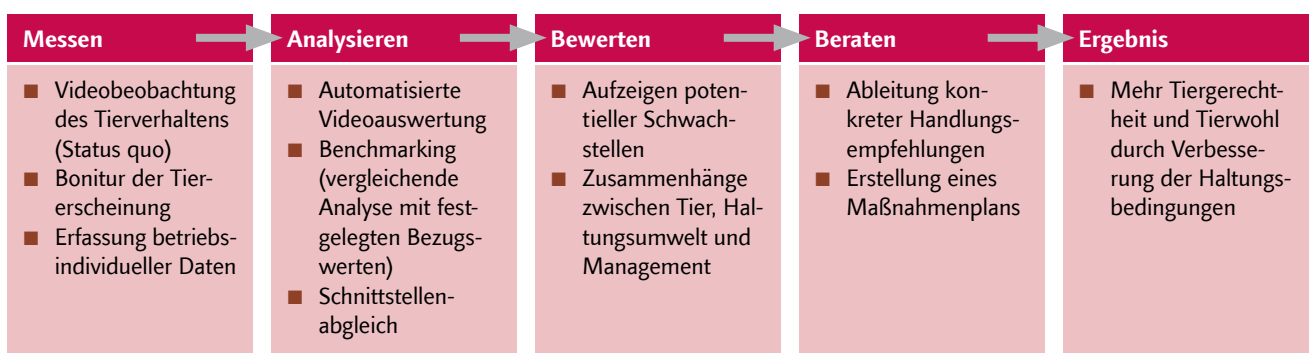 Messen
■ Videobeobachtung
des Tierverhaltens
(Status quo)
■ Bonitur der Tier-
erscheinung
■ Erfassung betriebs-
individueller Daten
Analysieren
■ Automatisierte
Videoauswertung
■ Benchmarking
(vergleichende
Analyse mit fest-
gelegten Bezugs-
werten)
■ Schnittstellen-
abgleich
Bewerten
■ Aufzeigen poten-
tieller Schwach-
stellen
■ Zusammenhänge
zwischen Tier, Hal-
tungsumwelt und
Management
Beraten
■ Ableitung kon-
kreter Handlungs-
empfehlungen
■ Erstellung eines
Maßnahmenplans
Ergebnis
■ Mehr Tiergerecht-
heit und Tierwohl
durch Verbesse-
rung der Haltungs-
bedingungen